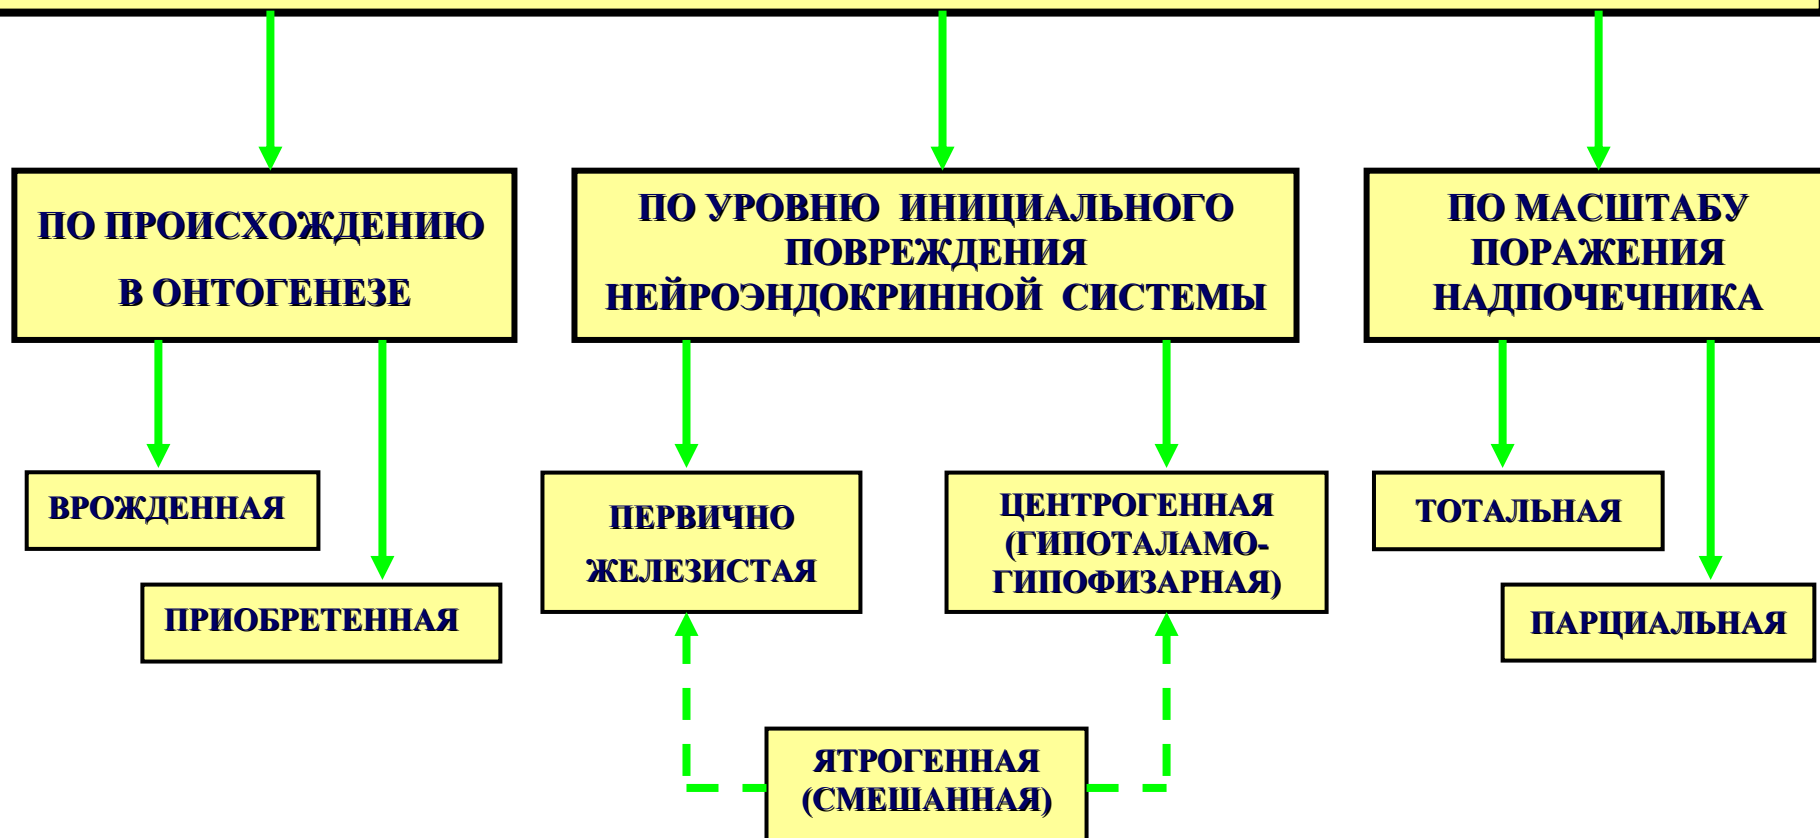 ПО ПРОИСХОЖДЕНИЮ
В ОНТОГЕНЕЗЕ
ПО УРОВНЮ ИНИЦИАЛЬНОГО
ПОВРЕЖДЕНИЯ
НЕЙРОЭНДОКРИННОЙ СИСТЕМЫ
ПО МАСШТАБУ
ПОРАЖЕНИЯ
НАДПОЧЕЧНИКА
ВРОЖДЕННАЯ
ПРИОБРЕТЕННАЯ
ПЕРВИЧНО
ЖЕЛЕЗИСТАЯ
ЦЕНТРОГЕННАЯ
(ГИПОТАЛАМО-
ГИПОФИЗАРНАЯ)
ТОТАЛЬНАЯ
ПАРЦИАЛЬНАЯ
ЯТРОГЕННАЯ
(СМЕШАННАЯ)